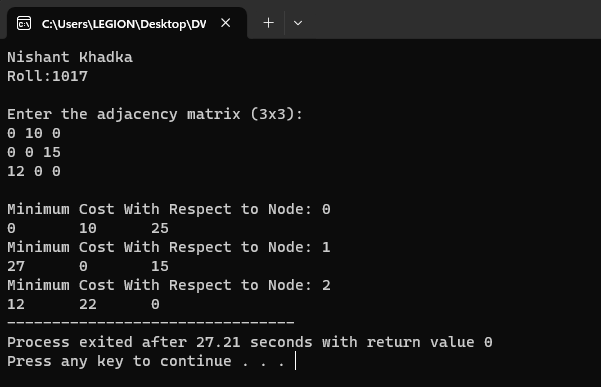 C:\Users\LEGION\Desktop\DV
Nishant Khadka
Roll:1017
Enter the adjacency matrix (3x3):
0 10 0
0 0 15
12 0 0
Minimum Cost With Respect to Node: 0
0 10 25
Minimum Cost With Respect to Node: 1
27 0 15
Minimum Cost With Respect to Node: 2
12 22 0
--------------------------------
Process exited after 27.21 seconds with return value 0
Press any key to continue . . .